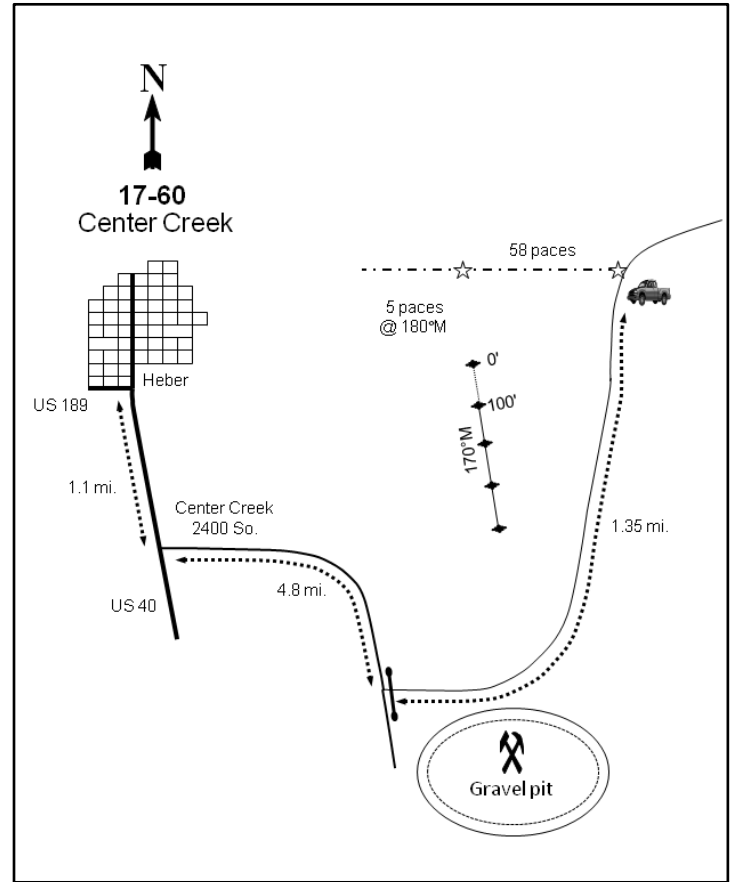 N
17-60
Center Creek
58 paces
5 paces
@ 180°M
0'
Heber
US 189
100'
170°M
1.1 mi.
Center Creek
2400 So.
1.35 mi.
4.8 mi.
US 40
Gravel pit